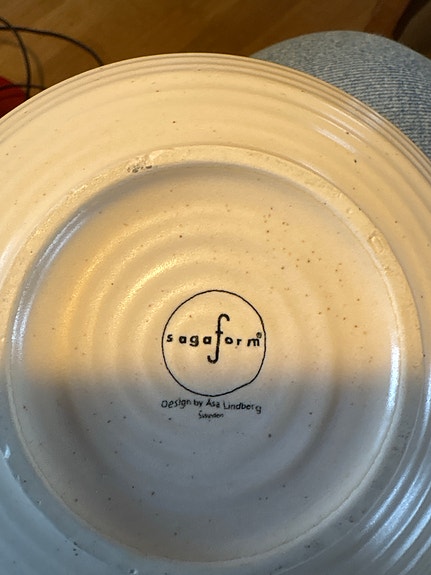 sagaform®
Design by Åsa Lindberg
Sweden